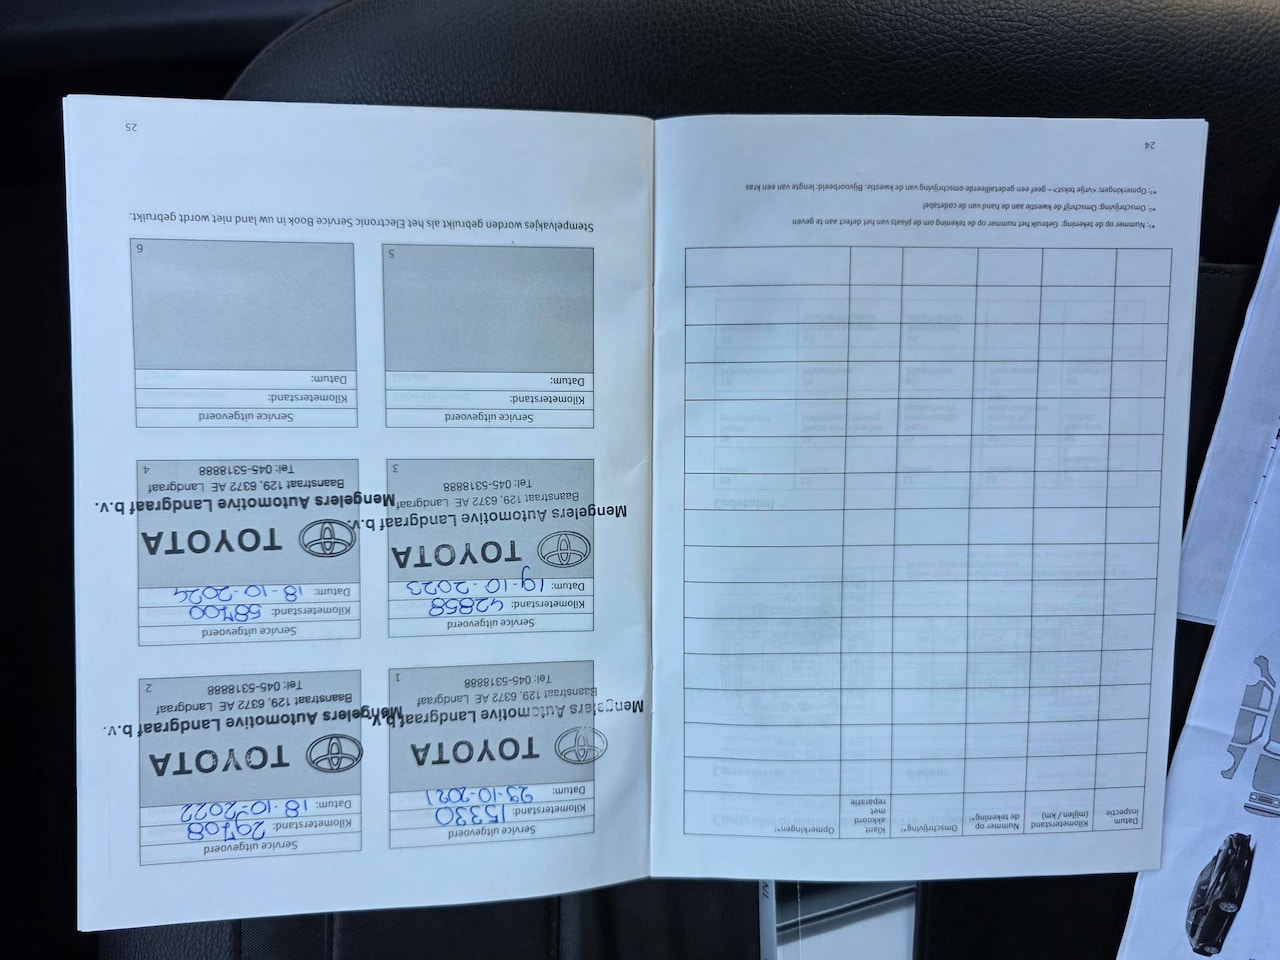 Datum inspectie
Kilometerstand (mijlen / km)
Nummer op de tekening*¹
Omschrijving*²
Klant akkoord met reparatie
Opmerkingen*³
*¹: Nummer op de tekening: Gebruik het nummer op de tekening om de plaats van het defect aan te geven
*²: Omschrijving: Omschrijf de kwestie aan de hand van de codetabel
*³: Opmerkingen: <vrije tekst> – geef een gedetailleerde omschrijving van de kwestie. Bijvoorbeeld: lengte van een kras
24
Service uitgevoerd
Kilometerstand: 15330
Datum: 23-10-2021
TOYOTA
Mengelers Automotive Landgraaf b.v.
Baanstraat 129, 6372 AE Landgraaf
Tel: 045-5318888
1
Service uitgevoerd
Kilometerstand: 29708
Datum: 18-10-2022
TOYOTA
Mengelers Automotive Landgraaf b.v.
Baanstraat 129, 6372 AE Landgraaf
Tel: 045-5318888
2
Service uitgevoerd
Kilometerstand: 42858
Datum: 19-10-2023
TOYOTA
Mengelers Automotive Landgraaf b.v.
Baanstraat 129, 6372 AE Landgraaf
Tel: 045-5318888
3
Service uitgevoerd
Kilometerstand: 58700
Datum: 18-10-2024
TOYOTA
Mengelers Automotive Landgraaf b.v.
Baanstraat 129, 6372 AE Landgraaf
Tel: 045-5318888
4
Service uitgevoerd
Kilometerstand:
Datum:
5
Service uitgevoerd
Kilometerstand:
Datum:
6
Stempelvakjes worden gebruikt als het Electronic Service Book in uw land niet wordt gebruikt.
25